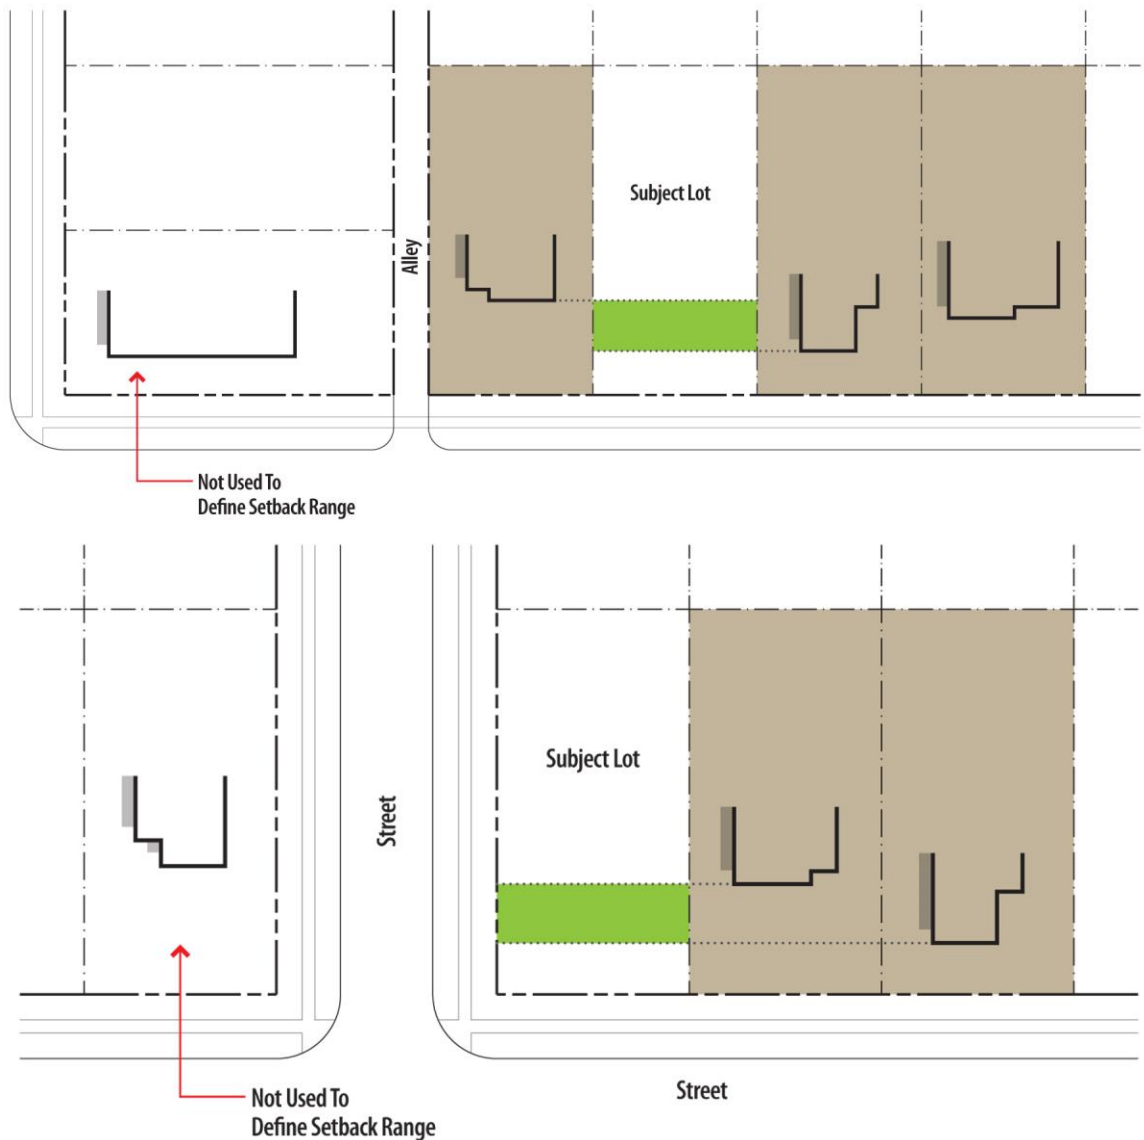 Subject Lot
Alley
Not Used To
Define Setback Range
Subject Lot
Street
Street
Not Used To
Define Setback Range